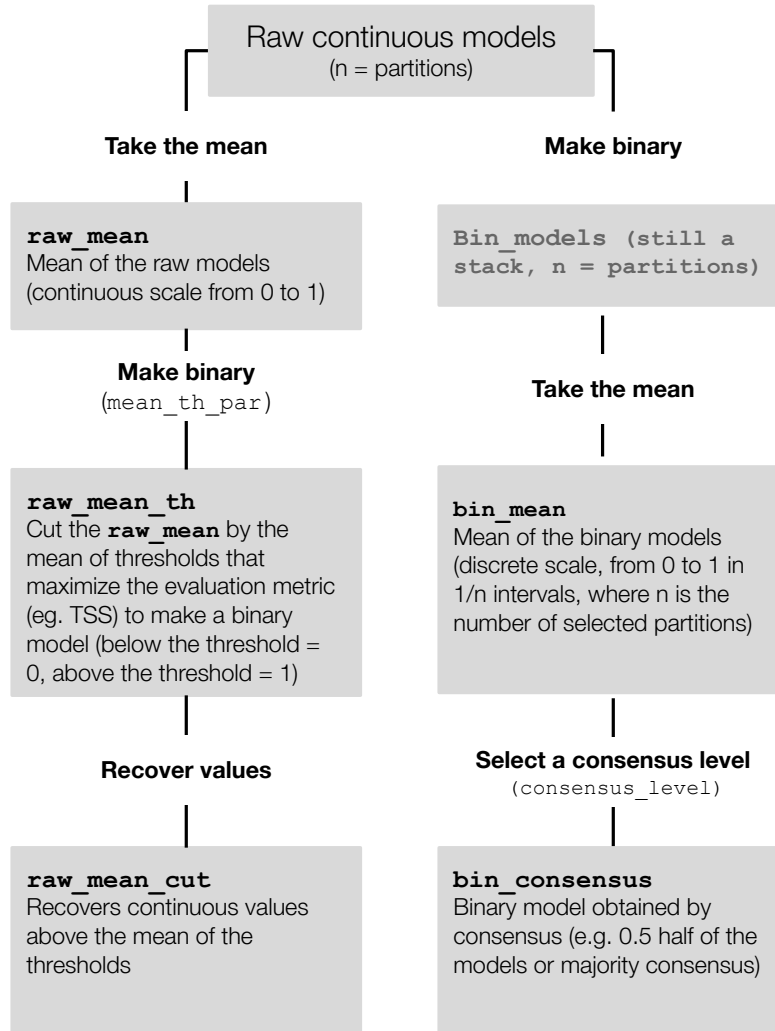 Raw continuous models
(n = partitions)
Take the mean
raw_mean
Mean of the raw models
(continuous scale from 0 to 1)
Make binary
(mean_th_par)
raw_mean_th
Cut the raw_mean by the
mean of thresholds that
maximize the evaluation metric
(eg. TSS) to make a binary
model (below the threshold =
0, above the threshold = 1)
Recover values
raw_mean_cut
Recovers continuous values
above the mean of the
thresholds
Make binary
Bin_models (still a
stack, n = partitions)
Take the mean
bin_mean
Mean of the binary models
(discrete scale, from 0 to 1 in
1/n intervals, where n is the
number of selected partitions)
Select a consensus level
(consensus_level)
bin_consensus
Binary model obtained by
consensus (e.g. 0.5 half of the
models or majority consensus)